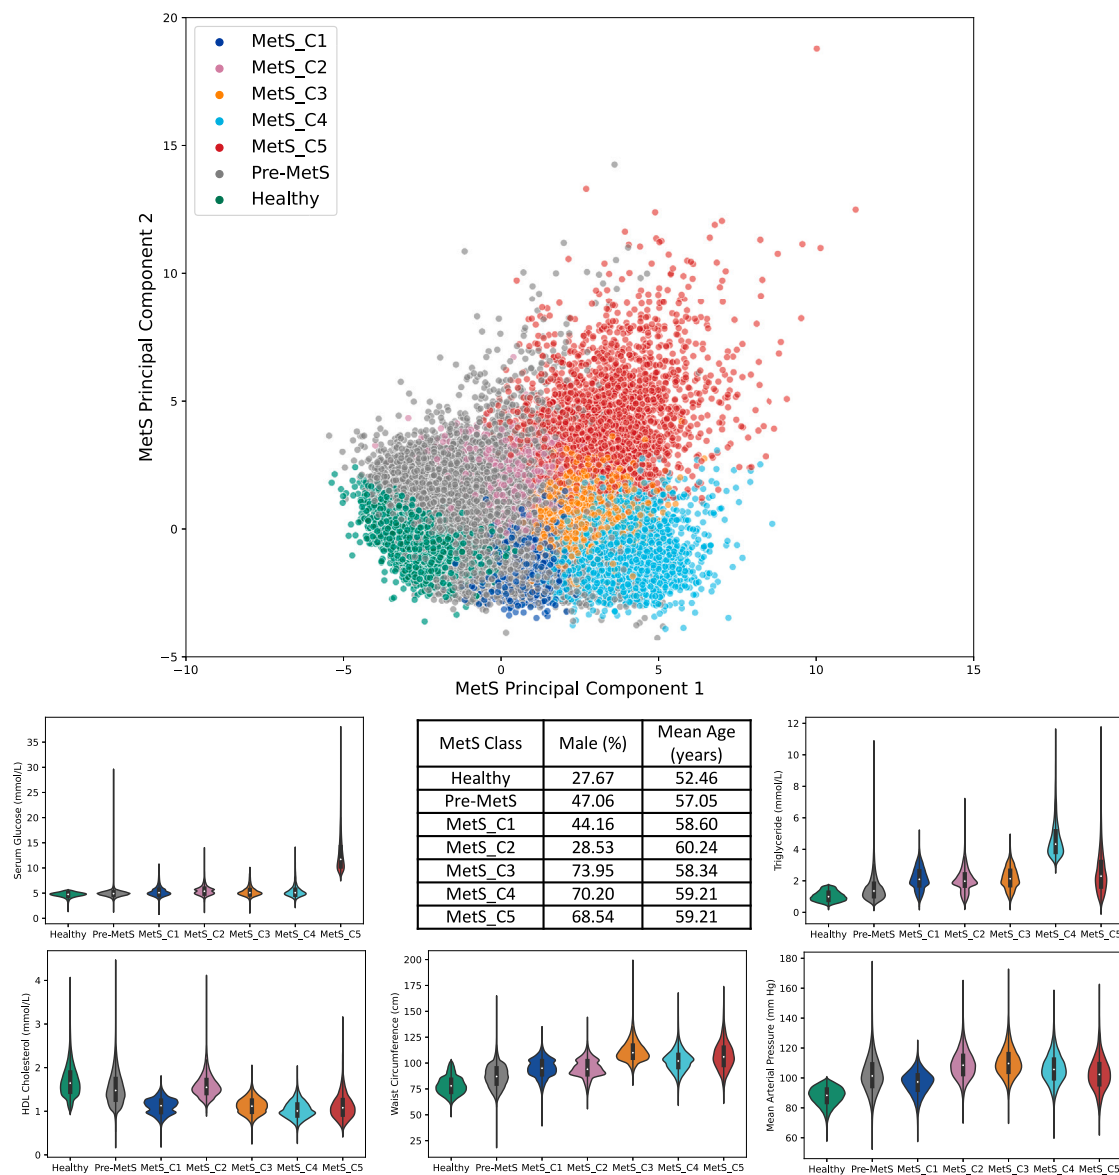 20
15
10
5
0
−5
MetS Principal Component 2
MetS_C1
MetS_C2
MetS_C3
MetS_C4
MetS_C5
Pre-MetS
Healthy
−10 −5 0 5 10 15
MetS Principal Component 1
35
30
25
20
15
10
5
0
Serum Glucose (mmol/L)
Healthy Pre-MetS MetS_C1 MetS_C2 MetS_C3 MetS_C4 MetS_C5
MetS Class Male (%) Mean Age
(years)
Healthy 27.67 52.46
Pre-MetS 47.06 57.05
MetS_C1 44.16 58.60
MetS_C2 28.53 60.24
MetS_C3 73.95 58.34
MetS_C4 70.20 59.21
MetS_C5 68.54 59.21
12
10
8
6
4
2
0
Triglyceride (mmol/L)
Healthy Pre-MetS MetS_C1 MetS_C2 MetS_C3 MetS_C4 MetS_C5
4
3
2
1
0
HDL Cholesterol (mmol/L)
Healthy Pre-MetS MetS_C1 MetS_C2 MetS_C3 MetS_C4 MetS_C5
200
175
150
125
100
75
50
25
Waist Circumference (cm)
Healthy Pre-MetS MetS_C1 MetS_C2 MetS_C3 MetS_C4 MetS_C5
180
160
140
120
100
80
60
Mean Arterial Pressure (mm Hg)
Healthy Pre-MetS MetS_C1 MetS_C2 MetS_C3 MetS_C4 MetS_C5